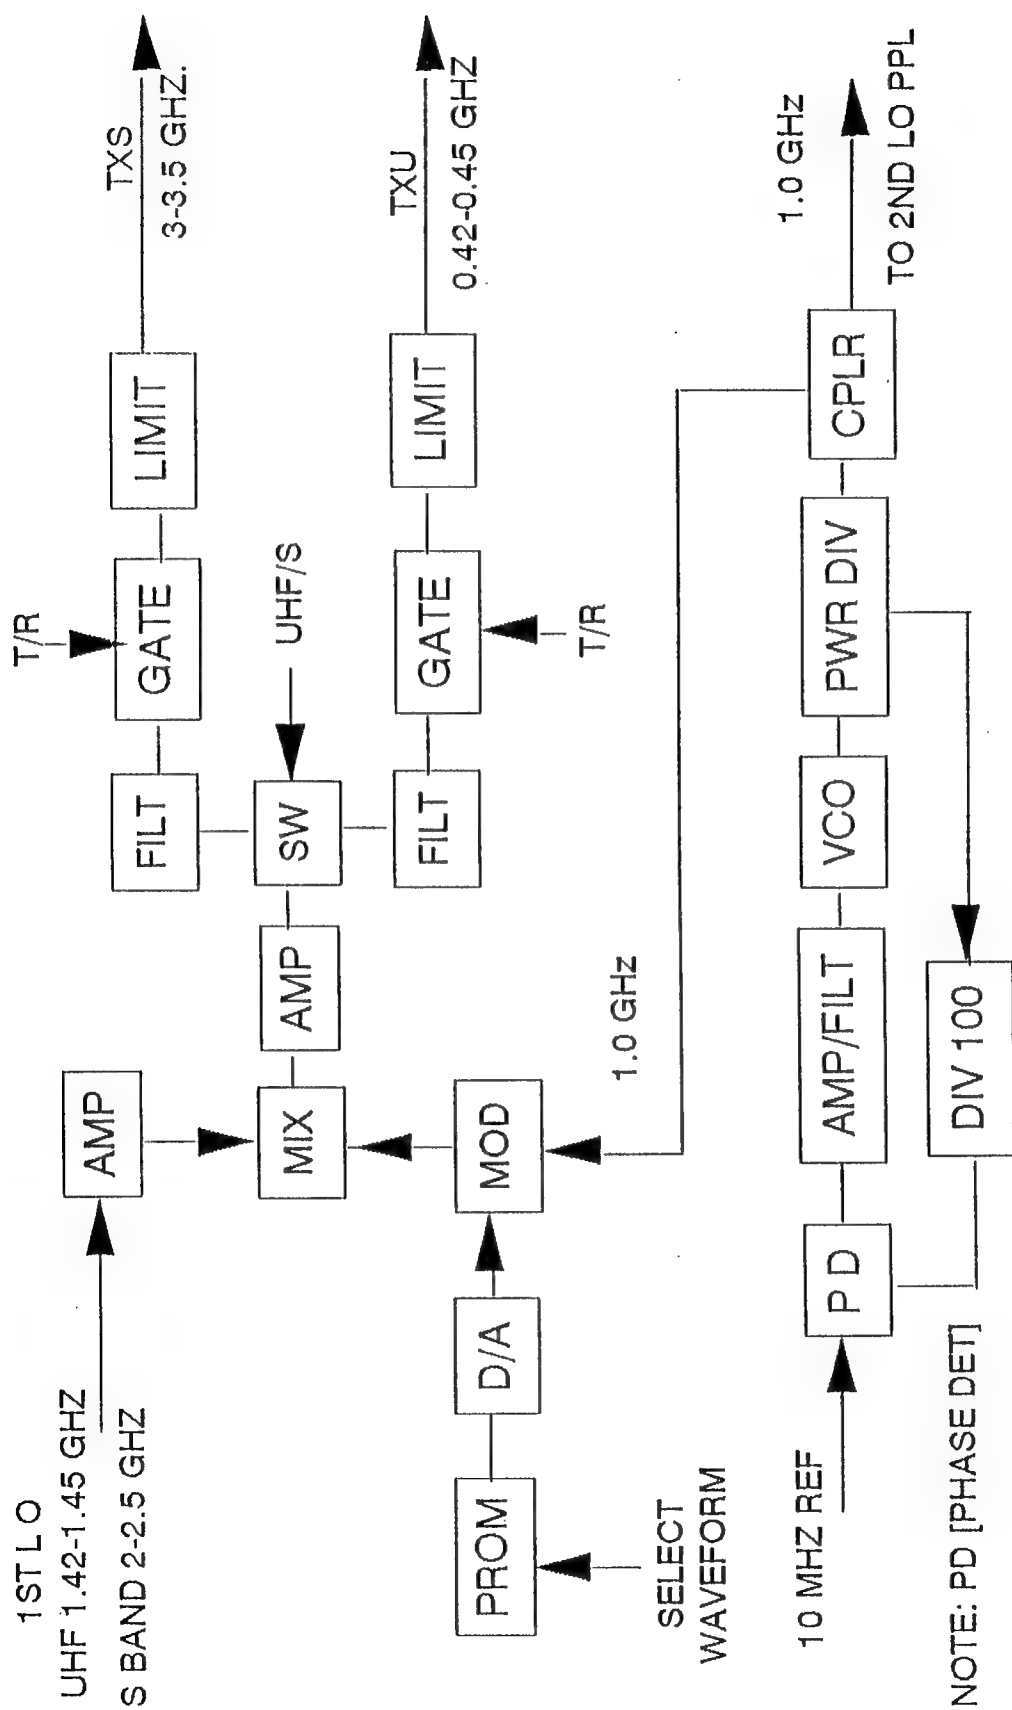 1ST L O
UHF 1.42-1.45 GHZ
S BAND 2-2.5 GHZ
AMP
T/R
FILT
GATE
LIMIT
TXS
3-3.5 GHZ.
MIX
AMP
SW
UHF/S
FILT
GATE
LIMIT
TXU
0.42-0.45 GHZ
T/R
PROM
D/A
MOD
SELECT
WAVEFORM
1.0 GHz
10 MHZ REF
P D
AMP/FILT
VCO
PWR DIV
CPLR
1.0 GHz
TO 2ND LO PPL
DIV 100
NOTE: PD [PHASE DET]